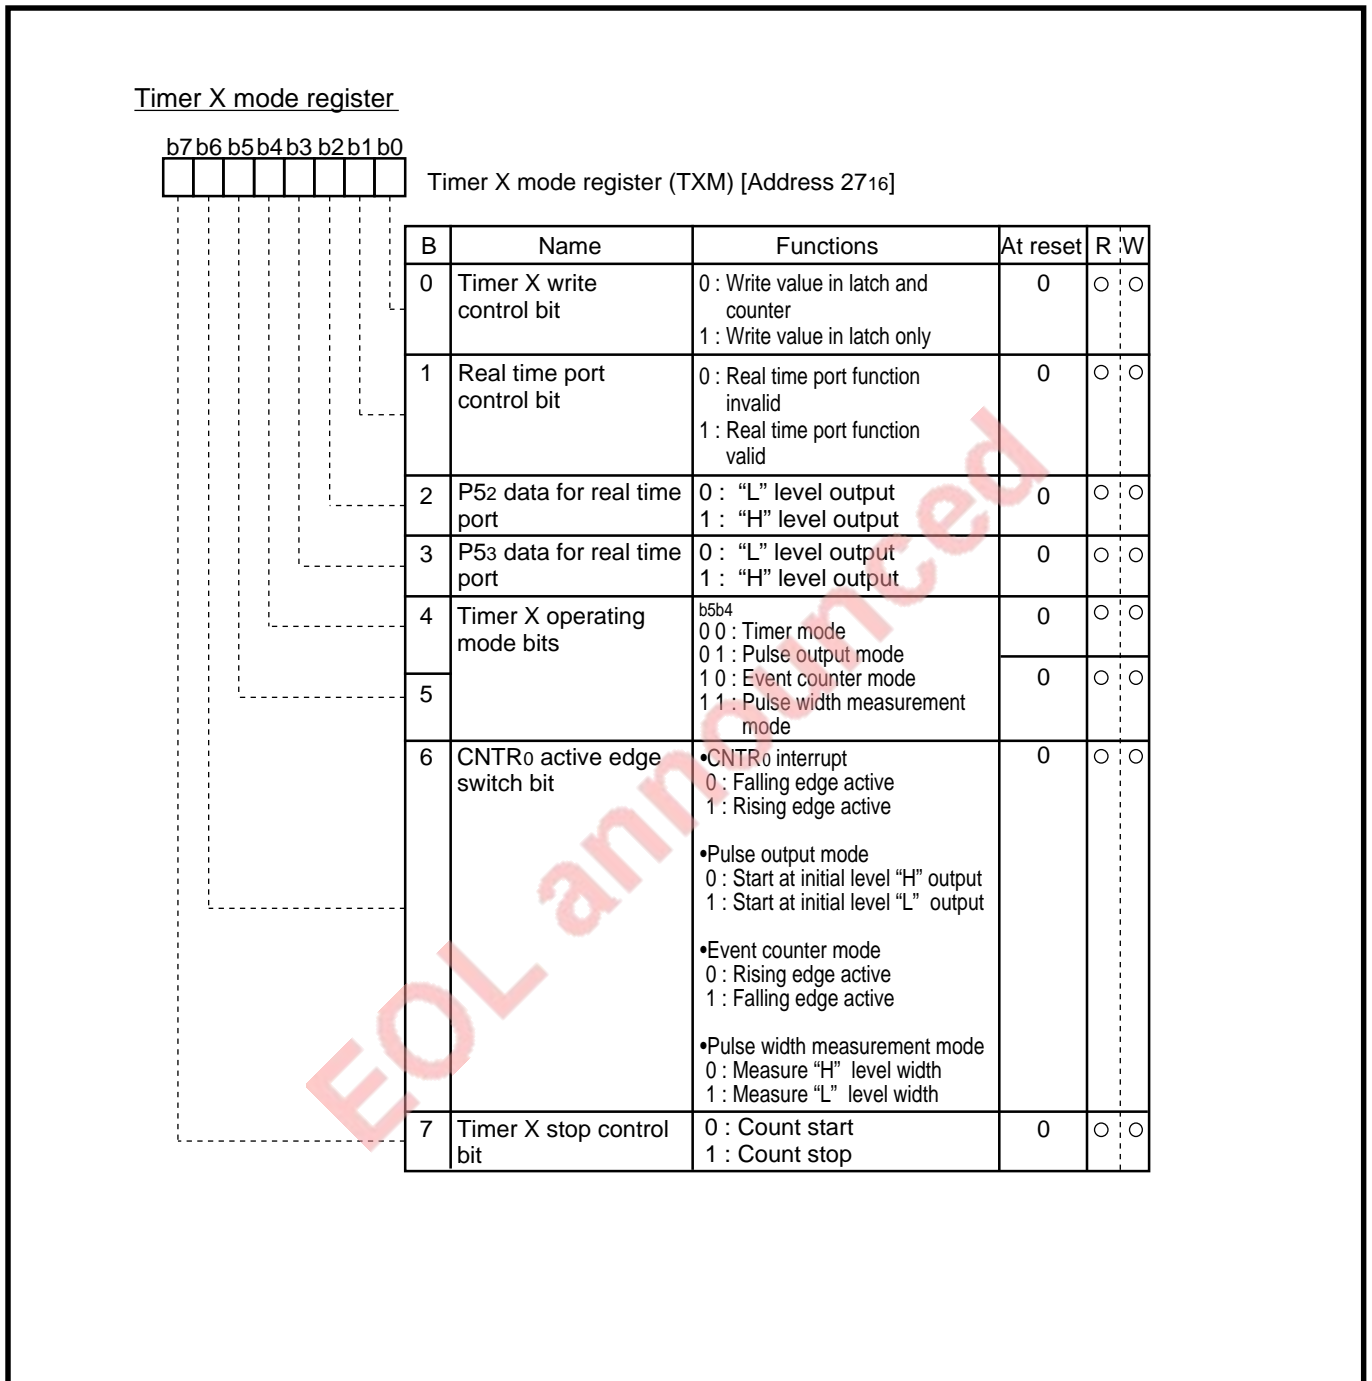 Timer X mode register
b7 b6 b5 b4 b3 b2 b1 b0
Timer X mode register (TXM) [Address 2716]
B Name Functions At reset R W
0 Timer X write control bit 0 : Write value in latch and counter 0 ○ ○
1 : Write value in latch only
1 Real time port control bit 0 : Real time port function invalid 0 ○ ○
1 : Real time port function valid
2 P52 data for real time port 0 : “L” level output 0 ○ ○
1 : “H” level output
3 P53 data for real time port 0 : “L” level output 0 ○ ○
1 : “H” level output
4 Timer X operating mode bits b5b4 0 ○ ○
0 0 : Timer mode
0 1 : Pulse output mode
5 1 0 : Event counter mode 0 ○ ○
1 1 : Pulse width measurement mode
6 CNTR0 active edge switch bit •CNTR0 interrupt 0 ○ ○
0 : Falling edge active
1 : Rising edge active
•Pulse output mode
0 : Start at initial level “H” output
1 : Start at initial level “L” output
•Event counter mode
0 : Rising edge active
1 : Falling edge active
•Pulse width measurement mode
0 : Measure “H” level width
1 : Measure “L” level width
7 Timer X stop control bit 0 : Count start 0 ○ ○
1 : Count stop
EOL announced